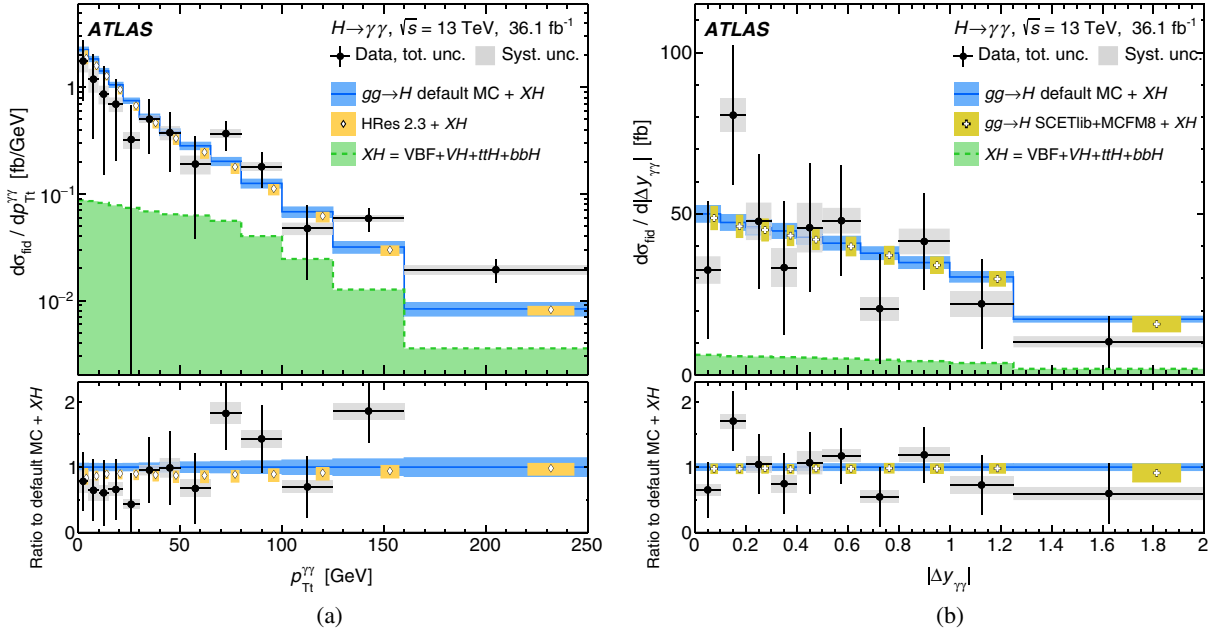 ATLAS
H→γγ, √s = 13 TeV, 36.1 fb⁻¹
Data, tot. unc. Syst. unc.
gg→H default MC + XH
HRes 2.3 + XH
XH = VBF+VH+ttH+bbH
dσ_fid / dp_Tt^γγ [fb/GeV]
1
10⁻¹
10⁻²
Ratio to default MC + XH
2
1
0
0 50 100 150 200 250
p_Tt^γγ [GeV]
(a)
ATLAS
H→γγ, √s = 13 TeV, 36.1 fb⁻¹
Data, tot. unc. Syst. unc.
gg→H default MC + XH
gg→H SCETlib+MCFM8 + XH
XH = VBF+VH+ttH+bbH
dσ_fid / d|Δy_γγ| [fb]
100
50
0
Ratio to default MC + XH
2
1
0
0 0.2 0.4 0.6 0.8 1 1.2 1.4 1.6 1.8 2
|Δy_γγ|
(b)